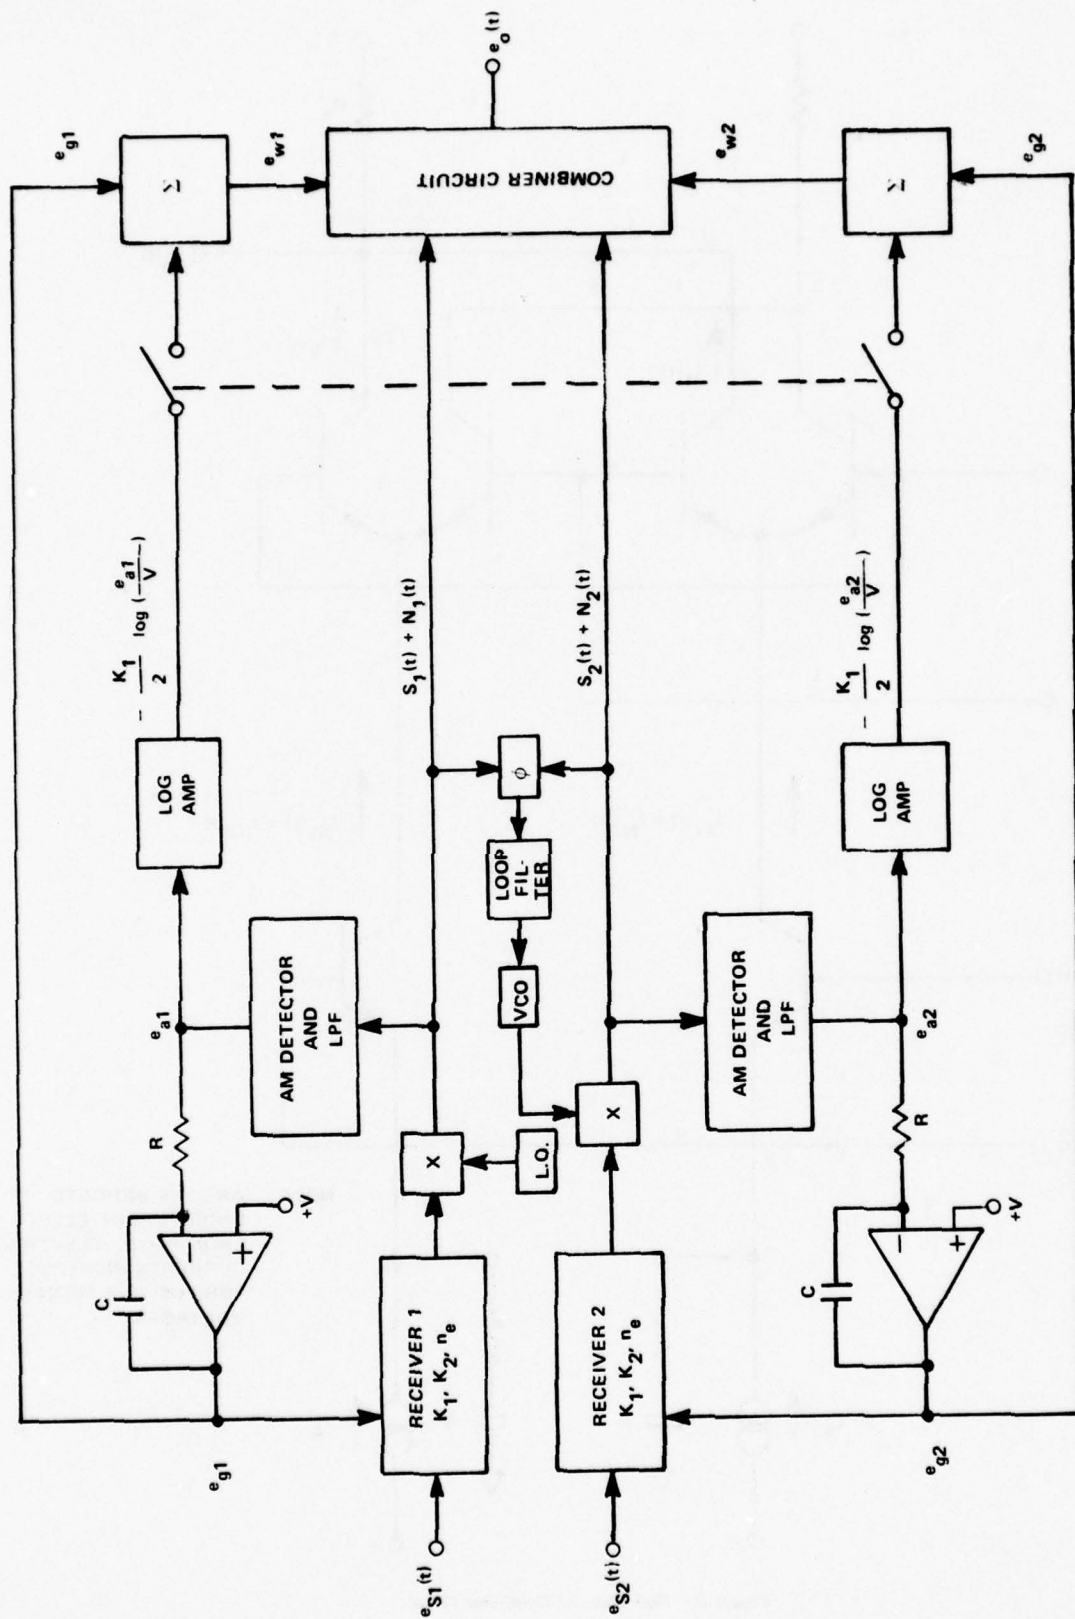 e_g1
Σ
e_w1
COMBINER CIRCUIT
e_o(t)
e_w2
Σ
e_g2
- K_1/2 log (e_a1/V)
LOG
AMP
S_1(t) + N_1(t)
S_2(t) + N_2(t)
- K_1/2 log (e_a2/V)
LOG
AMP
φ
LOOP
FIL-
TER
VCO
e_a1
AM DETECTOR
AND
LPF
AM DETECTOR
AND
LPF
e_a2
R
X
L.O.
X
R
C
-
+
+V
RECEIVER 1
K_1, K_2, n_e
RECEIVER 2
K_1, K_2, n_e
C
-
+
+V
e_g1
e_S1(t)
e_S2(t)
e_g2